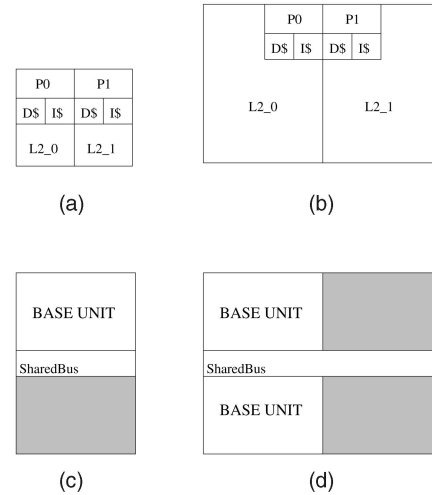 P0 P1
D$ I$ D$ I$
L2_0 L2_1
(a)
P0 P1
D$ I$ D$ I$
L2_0 L2_1
(b)
BASE UNIT
SharedBus
(c)
BASE UNIT
SharedBus
BASE UNIT
(d)